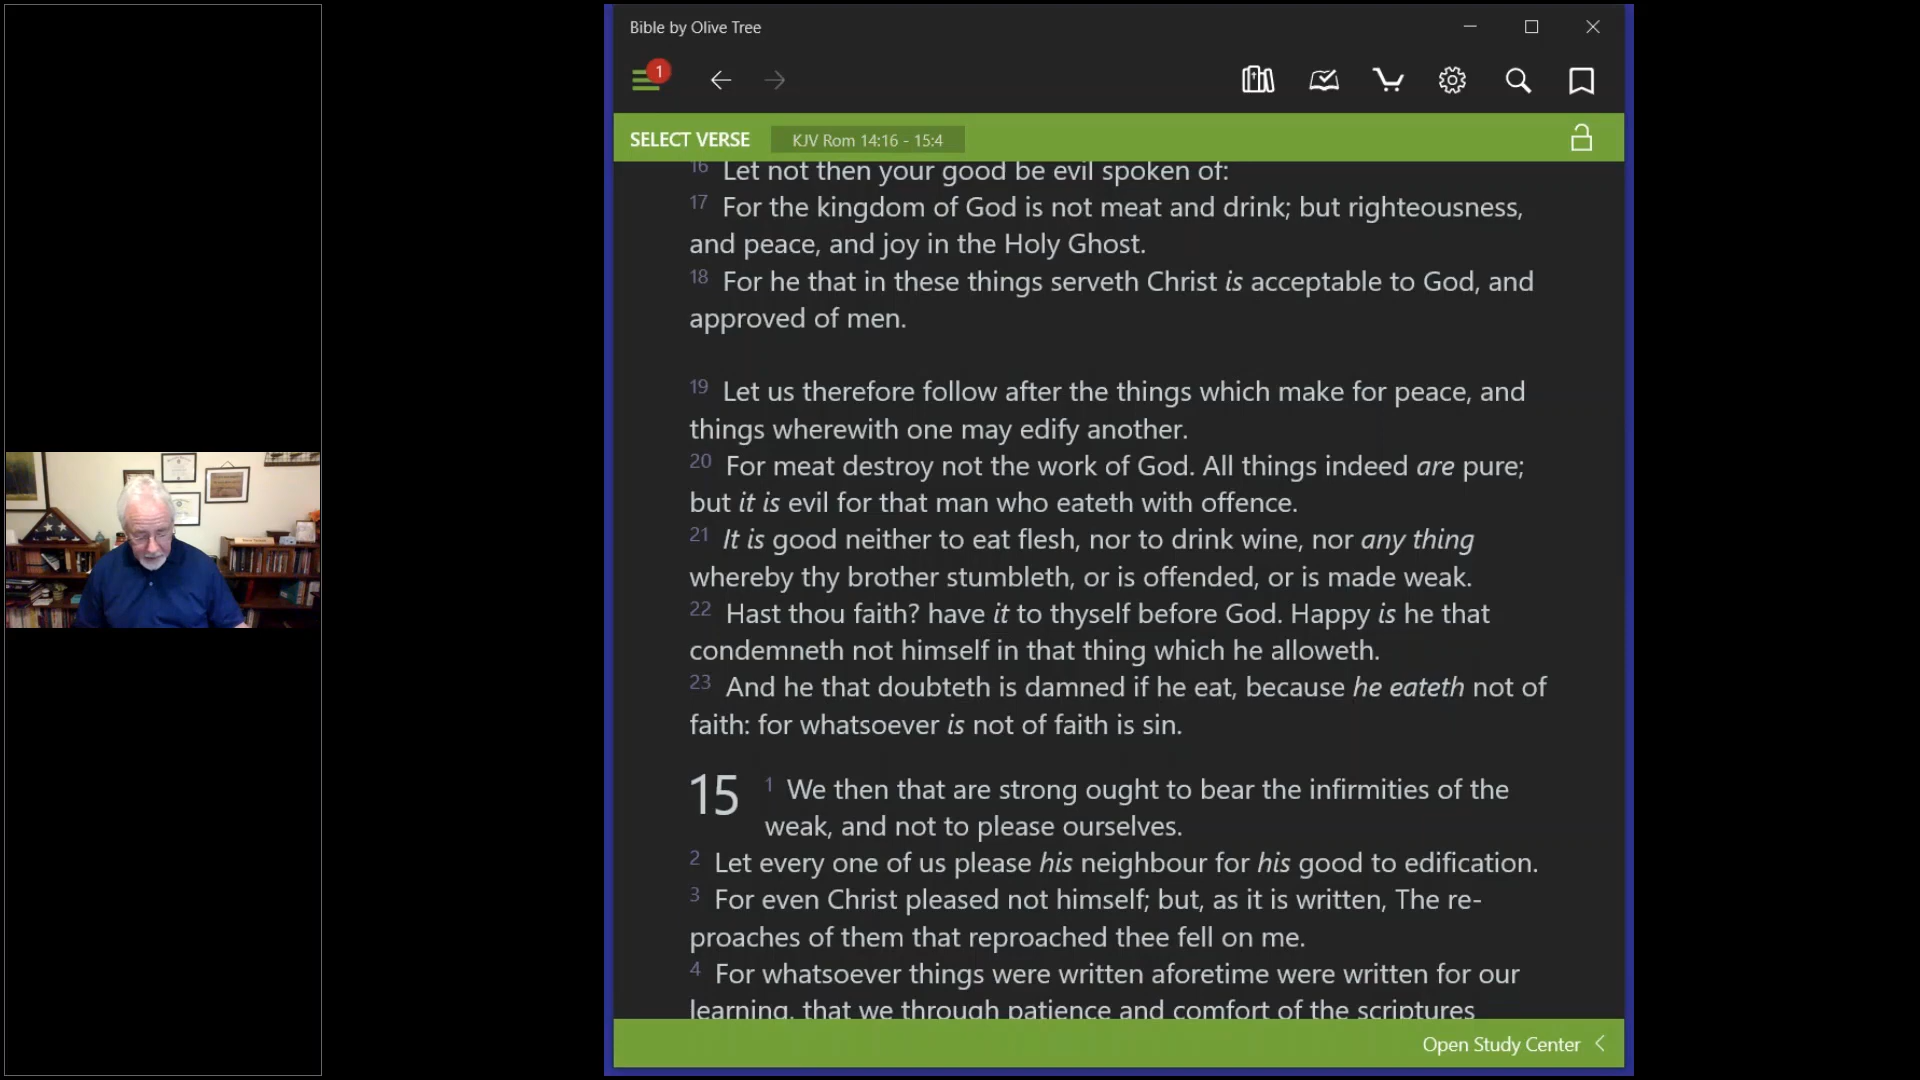 Bible by Olive Tree
1
SELECT VERSE KJV Rom 14:16 - 15:4
16 Let not then your good be evil spoken of:
17 For the kingdom of God is not meat and drink; but righteousness,
and peace, and joy in the Holy Ghost.
18 For he that in these things serveth Christ is acceptable to God, and
approved of men.
19 Let us therefore follow after the things which make for peace, and
things wherewith one may edify another.
20 For meat destroy not the work of God. All things indeed are pure;
but it is evil for that man who eateth with offence.
21 It is good neither to eat flesh, nor to drink wine, nor any thing
whereby thy brother stumbleth, or is offended, or is made weak.
22 Hast thou faith? have it to thyself before God. Happy is he that
condemneth not himself in that thing which he alloweth.
23 And he that doubteth is damned if he eat, because he eateth not of
faith: for whatsoever is not of faith is sin.
15 1 We then that are strong ought to bear the infirmities of the
weak, and not to please ourselves.
2 Let every one of us please his neighbour for his good to edification.
3 For even Christ pleased not himself; but, as it is written, The re-
proaches of them that reproached thee fell on me.
4 For whatsoever things were written aforetime were written for our
learning, that we through patience and comfort of the scriptures
Open Study Center